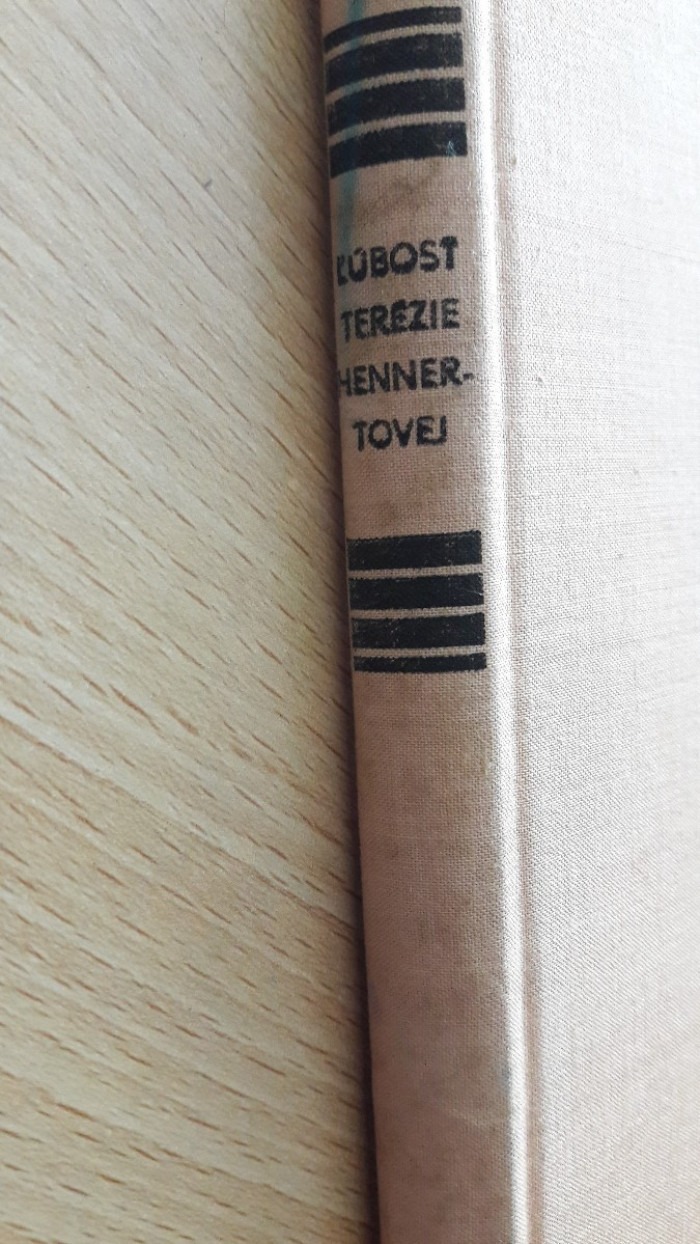 ĽÚBOSŤ
TERÉZIE
HENNER-
TOVEJ